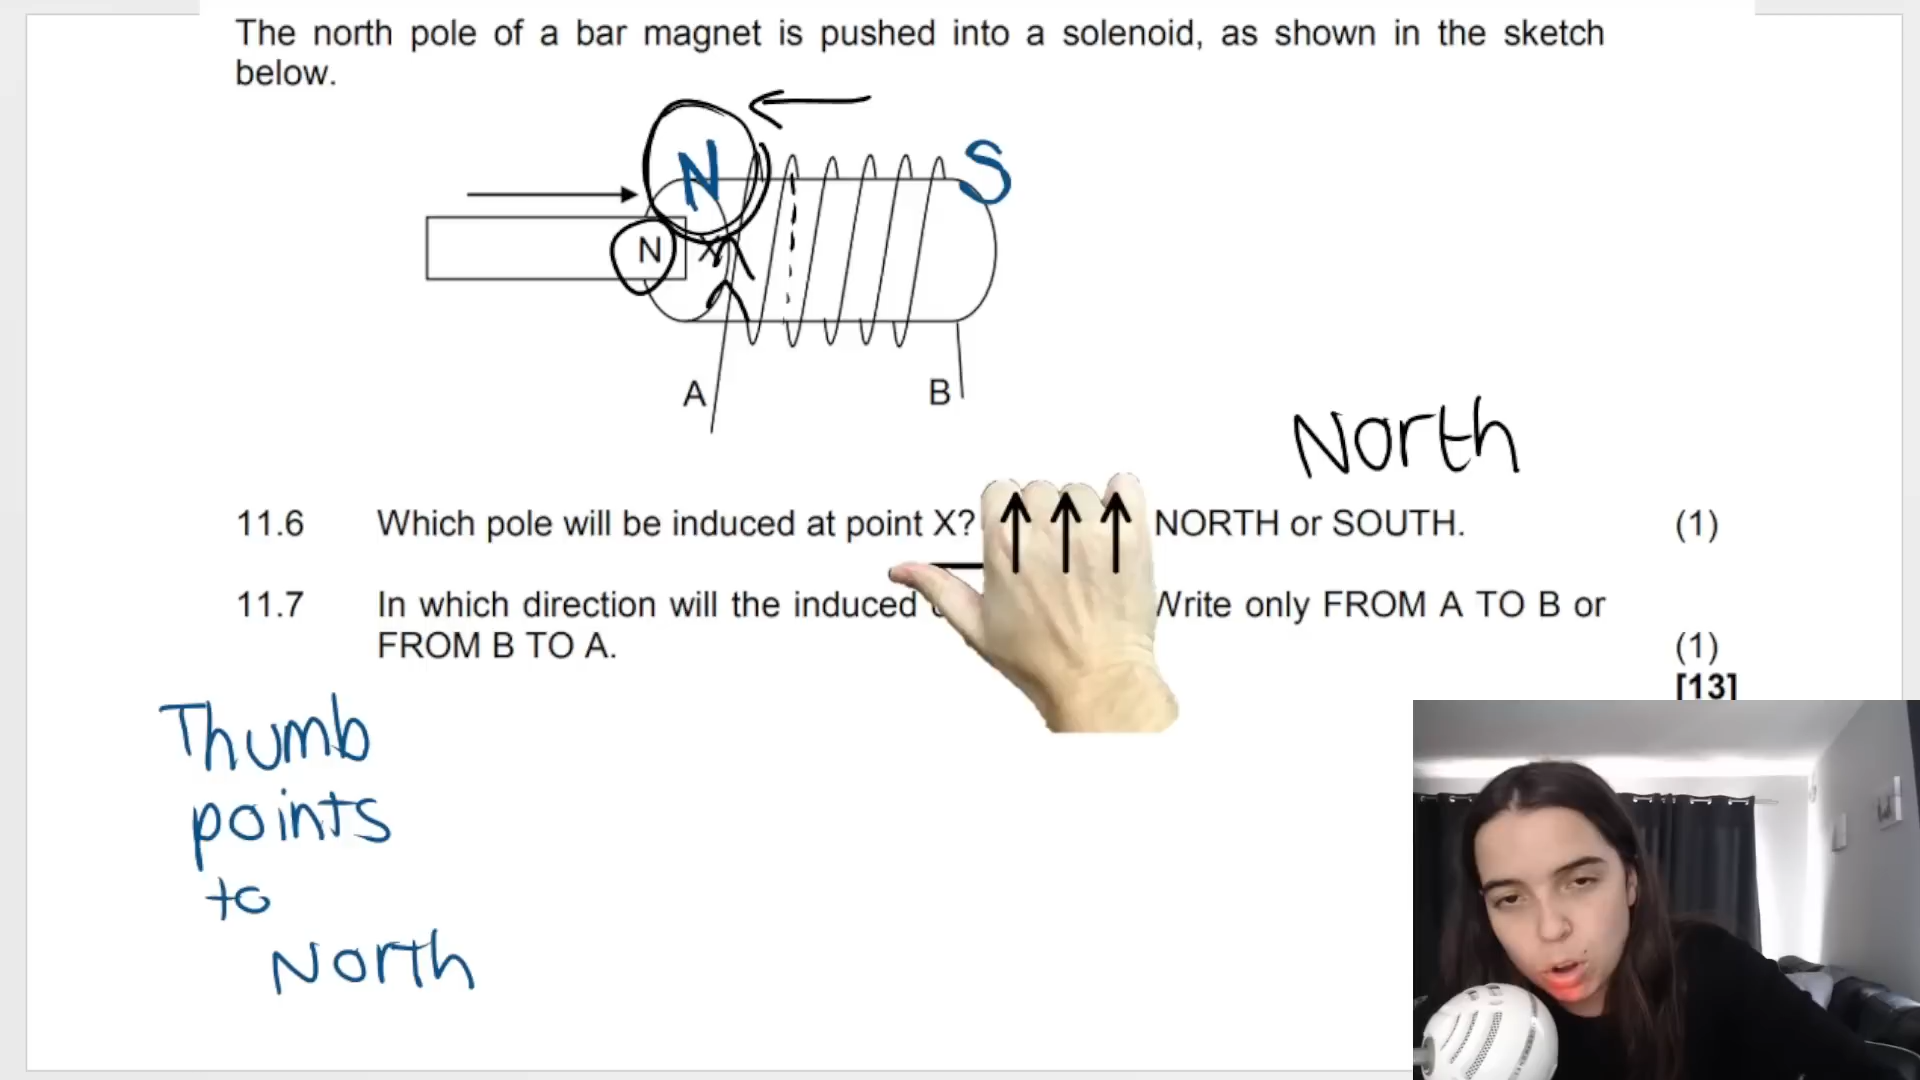 The north pole of a bar magnet is pushed into a solenoid, as shown in the sketch
below.
N
S
N
X
A
B
North
11.6 Which pole will be induced at point X? NORTH or SOUTH. (1)
11.7 In which direction will the induced Write only FROM A TO B or
FROM B TO A. (1)
[13]
Thumb
points
to
North